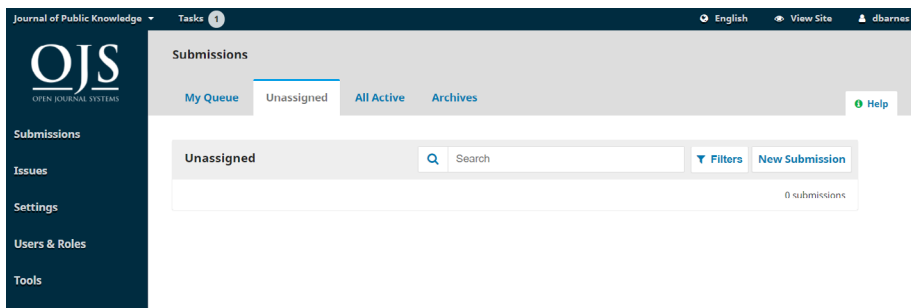 Journal of Public Knowledge Tasks 1 English View Site dbarnes
OJS
OPEN JOURNAL SYSTEMS
Submissions
My Queue Unassigned All Active Archives
Help
Submissions
Issues
Settings
Users & Roles
Tools
Unassigned Search Filters New Submission
0 submissions